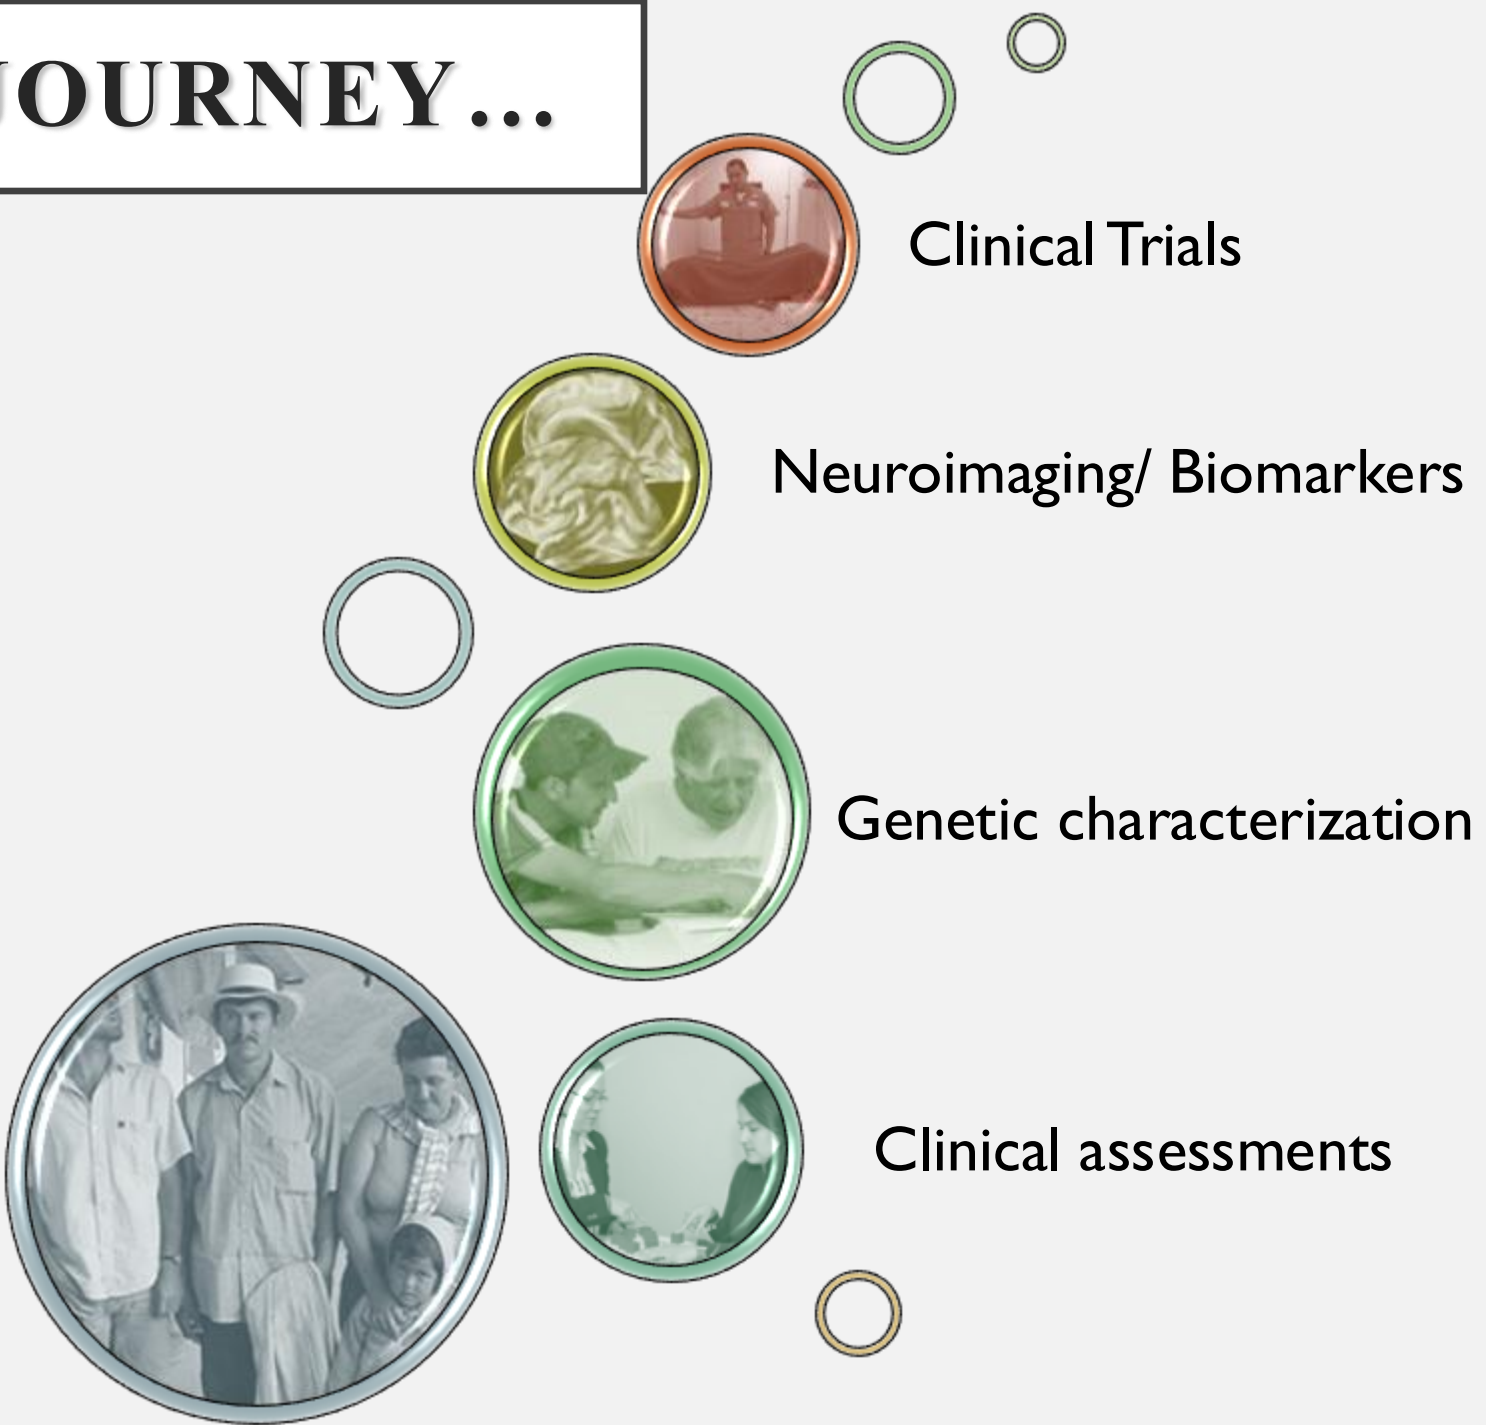 JOURNEY...
Clinical Trials
Neuroimaging/ Biomarkers
Genetic characterization
Clinical assessments